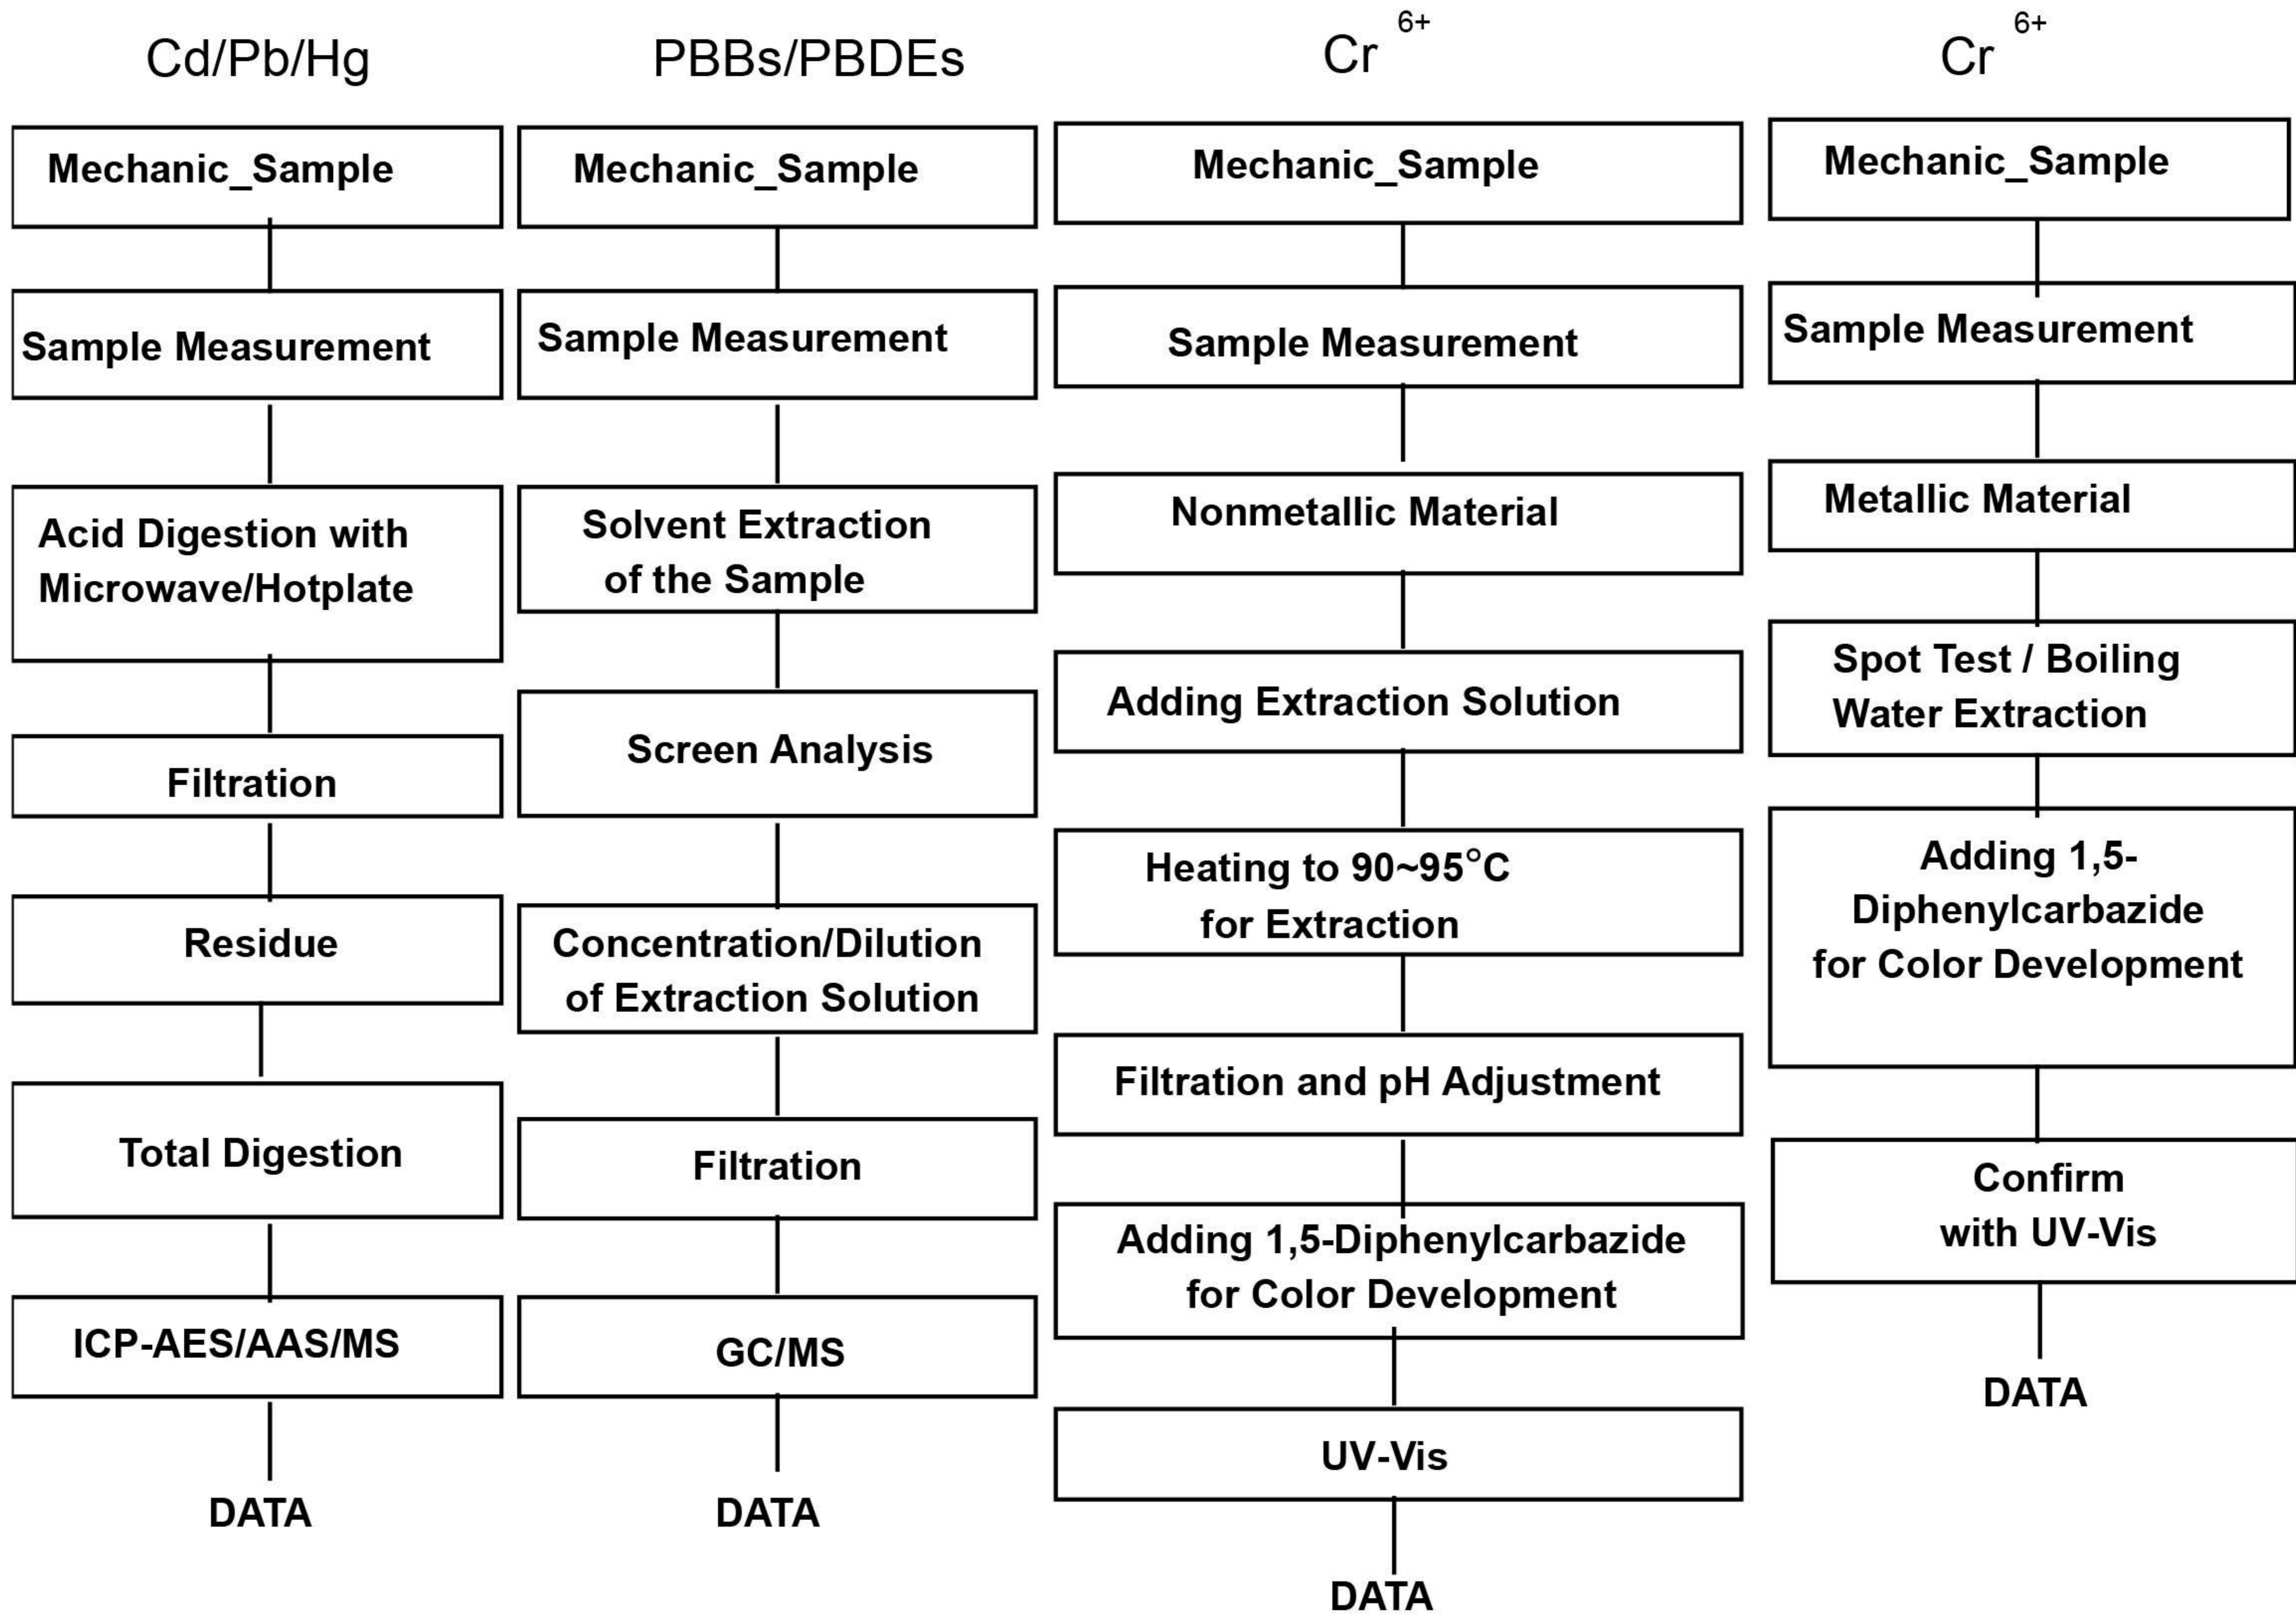 Cd/Pb/Hg
Mechanic_Sample
Sample Measurement
Acid Digestion with
Microwave/Hotplate
Filtration
Residue
Total Digestion
ICP-AES/AAS/MS
DATA
PBBs/PBDEs
Mechanic_Sample
Sample Measurement
Solvent Extraction
of the Sample
Screen Analysis
Concentration/Dilution
of Extraction Solution
Filtration
GC/MS
DATA
Cr 6+
Mechanic_Sample
Sample Measurement
Nonmetallic Material
Adding Extraction Solution
Heating to 90~95°C
for Extraction
Filtration and pH Adjustment
Adding 1,5-Diphenylcarbazide
for Color Development
UV-Vis
DATA
Cr 6+
Mechanic_Sample
Sample Measurement
Metallic Material
Spot Test / Boiling
Water Extraction
Adding 1,5-
Diphenylcarbazide
for Color Development
Confirm
with UV-Vis
DATA